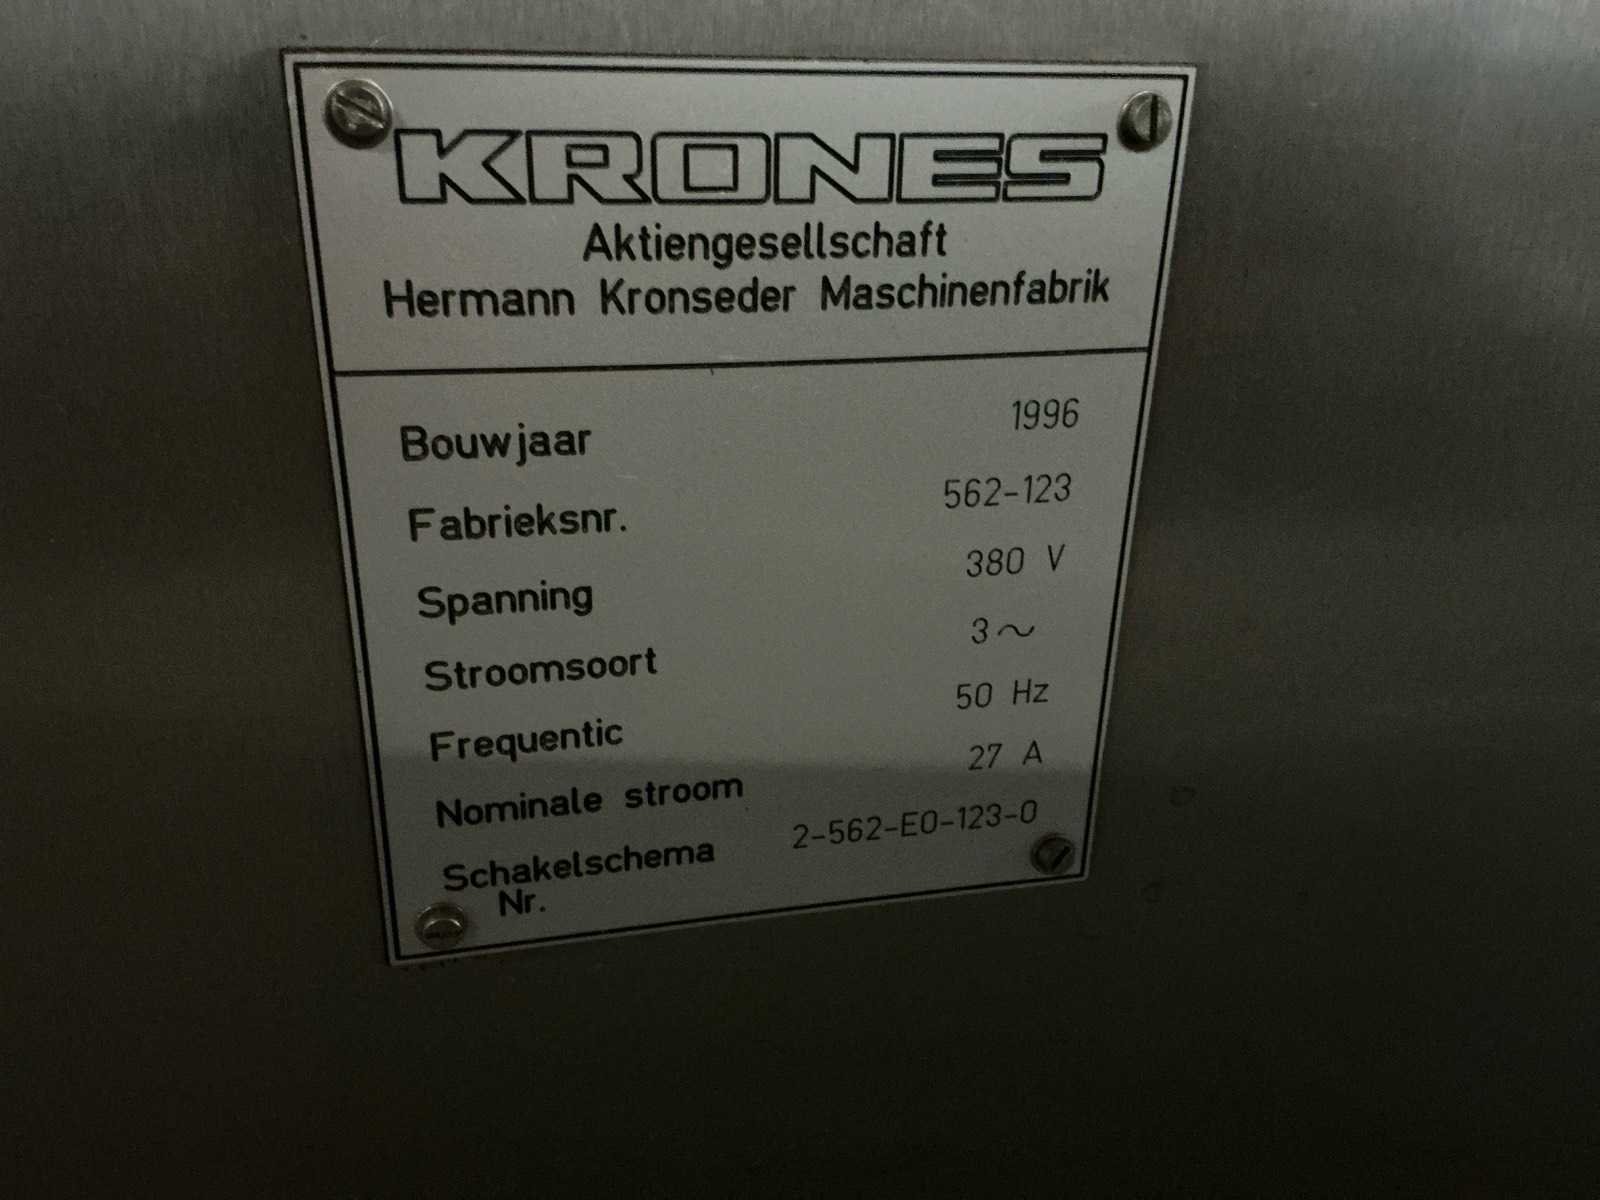 KRONES
Aktiengesellschaft
Hermann Kronseder Maschinenfabrik
Bouwjaar 1996
Fabrieksnr. 562-123
Spanning 380 V
Stroomsoort 3~
Frequentic 50 Hz
Nominale stroom 27 A
Schakelschema 2-562-E0-123-0
Nr.